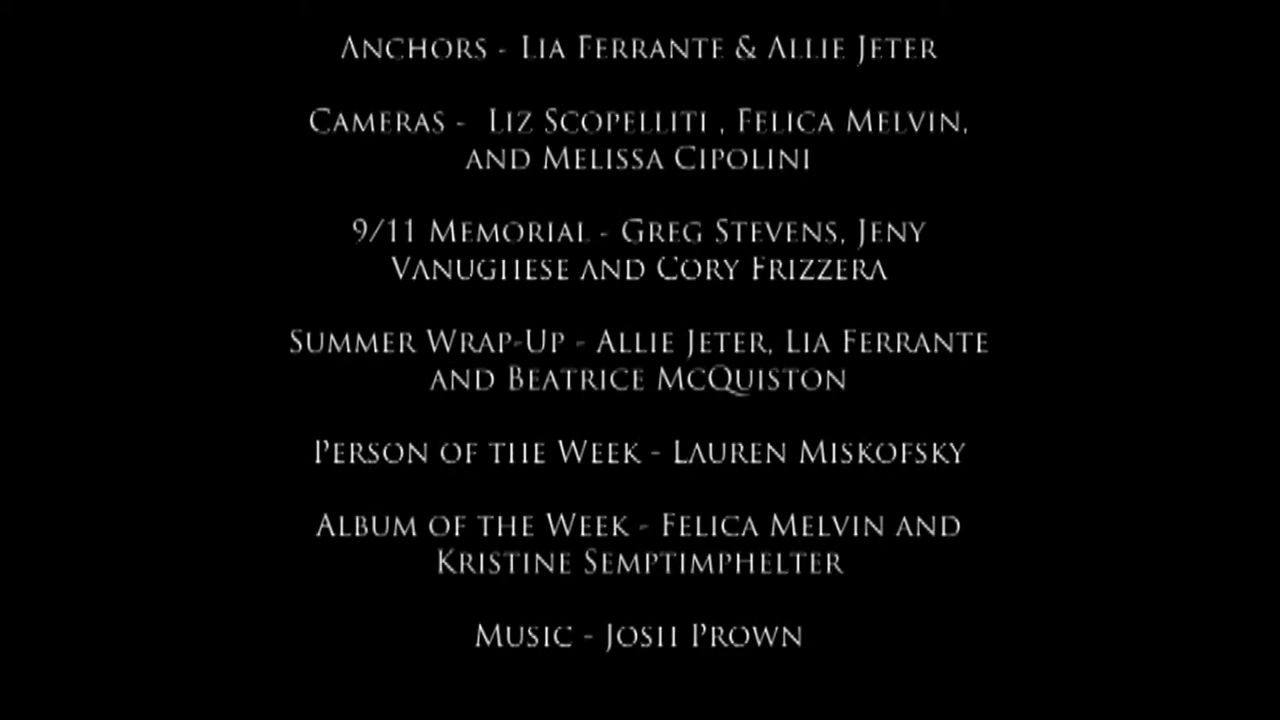 ANCHORS - LIA FERRANTE & ALLIE JETER
CAMERAS - LIZ SCOPELLITI , FELICA MELVIN,
AND MELISSA CIPOLINI
9/11 MEMORIAL - GREG STEVENS, JENY
VANUGHESE AND CORY FRIZZERA
SUMMER WRAP-UP - ALLIE JETER, LIA FERRANTE
AND BEATRICE MCQUISTON
PERSON OF THE WEEK - LAUREN MISKOFSKY
ALBUM OF THE WEEK - FELICA MELVIN AND
KRISTINE SEMPTIMPHELTER
MUSIC - JOSH PROWN